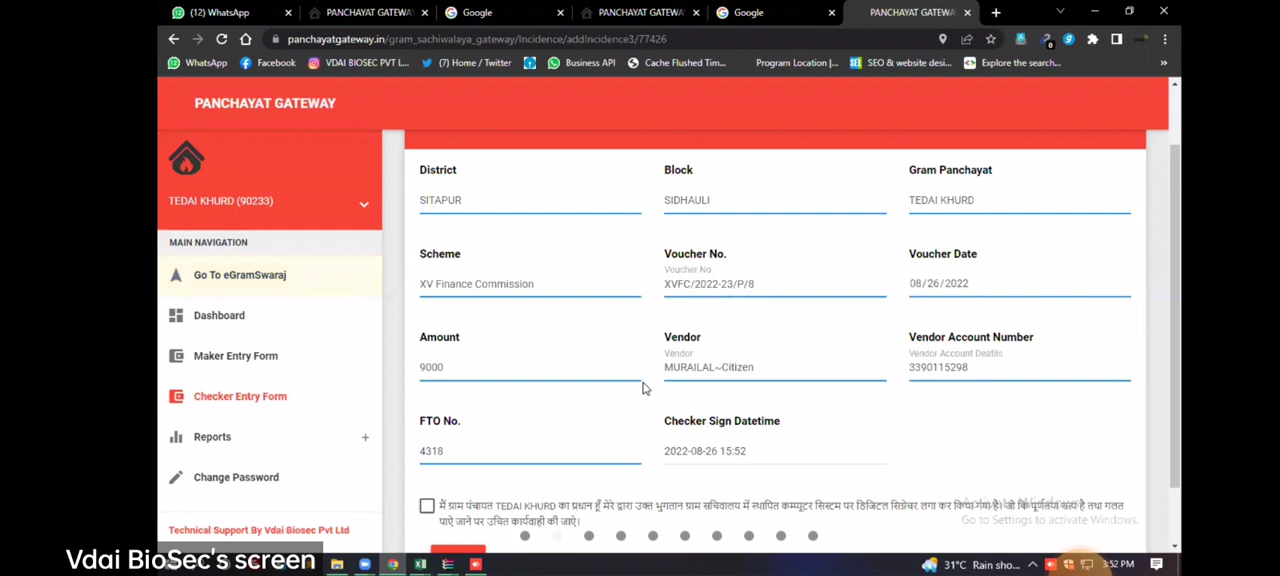 (12) WhatsApp
PANCHAYAT GATEWAY
Google
PANCHAYAT GATEWA
Google
PANCHAYAT GATEWA
panchayatgateway.in/gram_sachiwalaya_gateway/Incidence/addIncidence3/77426
WhatsApp
Facebook
VDAI BIOSEC PVT L...
(7) Home / Twitter
Business API
Cache Flushed Tim...
Program Location |...
SEO & website desi...
Explore the search...
PANCHAYAT GATEWAY
TEDAI KHURD (90233)
MAIN NAVIGATION
Go To eGramSwaraj
Dashboard
Maker Entry Form
Checker Entry Form
Reports
Change Password
Technical Support By Vdai Biosec Pvt Ltd
District
Block
Gram Panchayat
SITAPUR
SIDHAULI
TEDAI KHURD
Scheme
Voucher No.
Voucher Date
Voucher No.
XV Finance Commission
XVFC/2022-23/P/8
08/26/2022
Amount
Vendor
Vendor Account Number
Vendor
Vendor Account Deatils
9000
MURAILAL~Citizen
3390115298
FTO No.
Checker Sign Datetime
4318
2022-08-26 15:52
मैं ग्राम पंचायत TEDAI KHURD का प्रधान हूँ मेरे द्वारा उक्त भुगतान ग्राम सचिवालय में स्थापित कम्प्यूटर सिस्टम पर डिजिटल सिग्नेचर लगा कर किया गया है। जो कि पूर्णतया सत्य है तथा गलत
पाऐ जाने पर उचित कार्यवाही की जाऐ।
Activate Windows
Go to Settings to activate Windows.
Vdai BioSec's screen
31°C Rain sho...
3:52 PM